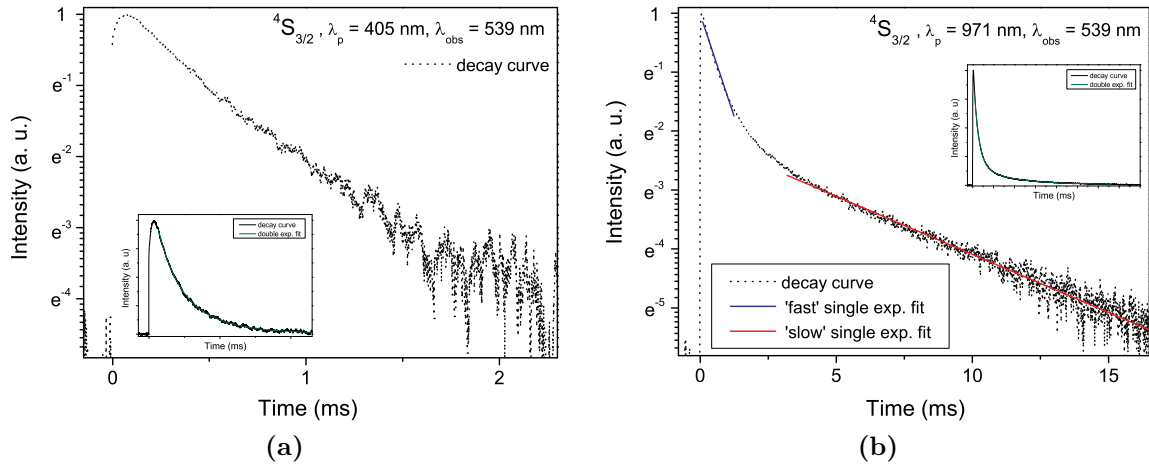 ⁴S₃/₂ , λₚ = 405 nm, λobs = 539 nm
decay curve
1
e⁻¹
e⁻²
e⁻³
e⁻⁴
Intensity (a. u.)
decay curve
double exp. fit
Intensity (a. u)
Time (ms)
0 1 2
Time (ms)
(a)
⁴S₃/₂ , λₚ = 971 nm, λobs = 539 nm
1
e⁻¹
e⁻²
e⁻³
e⁻⁴
e⁻⁵
Intensity (a. u.)
decay curve
double exp. fit
Intensity (a. u)
Time (ms)
decay curve
'fast' single exp. fit
'slow' single exp. fit
0 5 10 15
Time (ms)
(b)